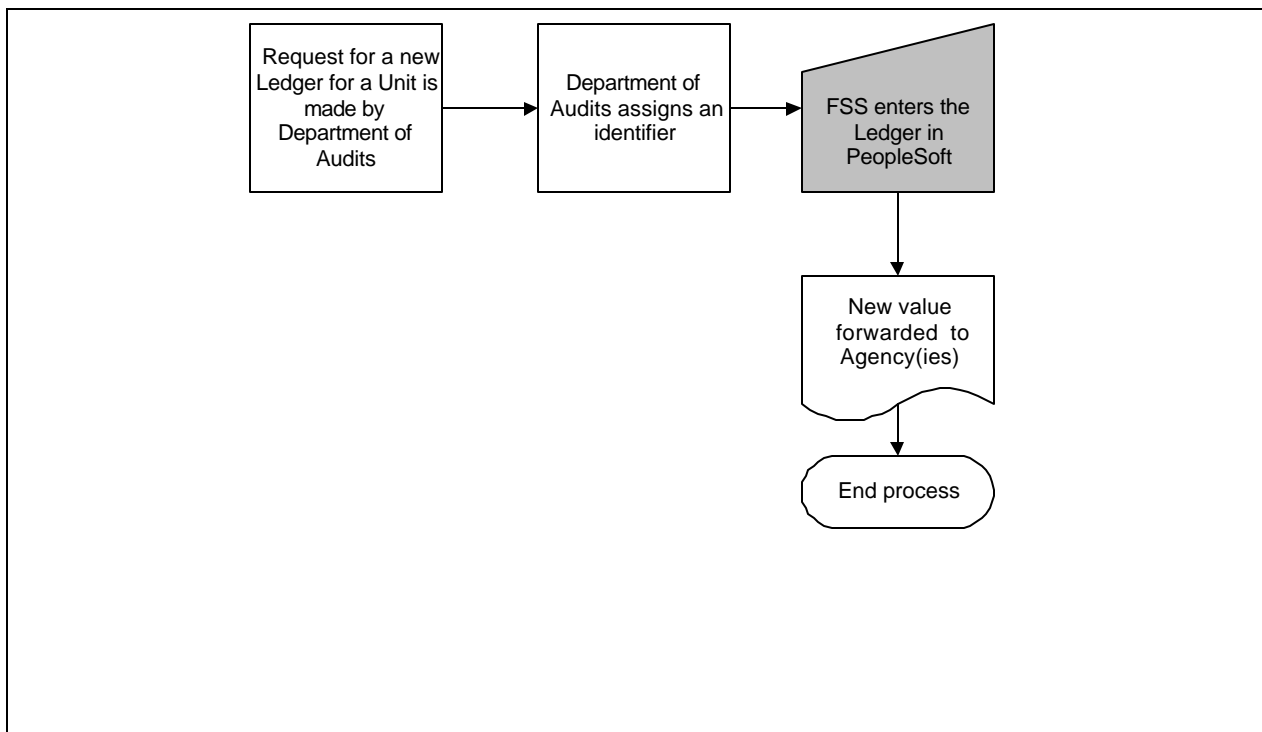 Request for a new
Ledger for a Unit is
made by
Department of
Audits
Department of
Audits assigns an
identifier
FSS enters the
Ledger in
PeopleSoft
New value
forwarded to
Agency(ies)
End process